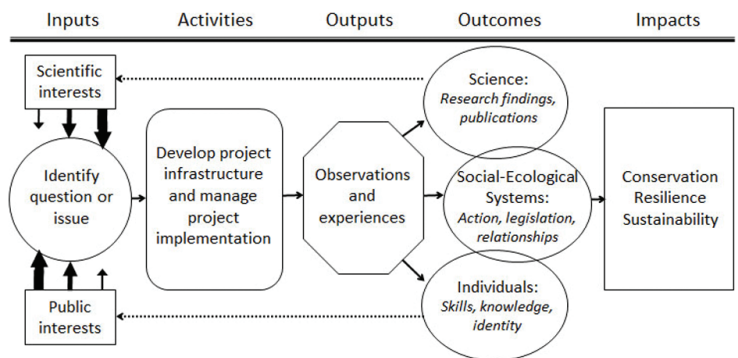 Inputs Activities Outputs Outcomes Impacts
Scientific
interests
Identify
question or
issue
Public
interests
Develop project
infrastructure
and manage
project
implementation
Observations
and
experiences
Science:
Research findings,
publications
Social-Ecological
Systems:
Action, legislation,
relationships
Individuals:
Skills, knowledge,
identity
Conservation
Resilience
Sustainability